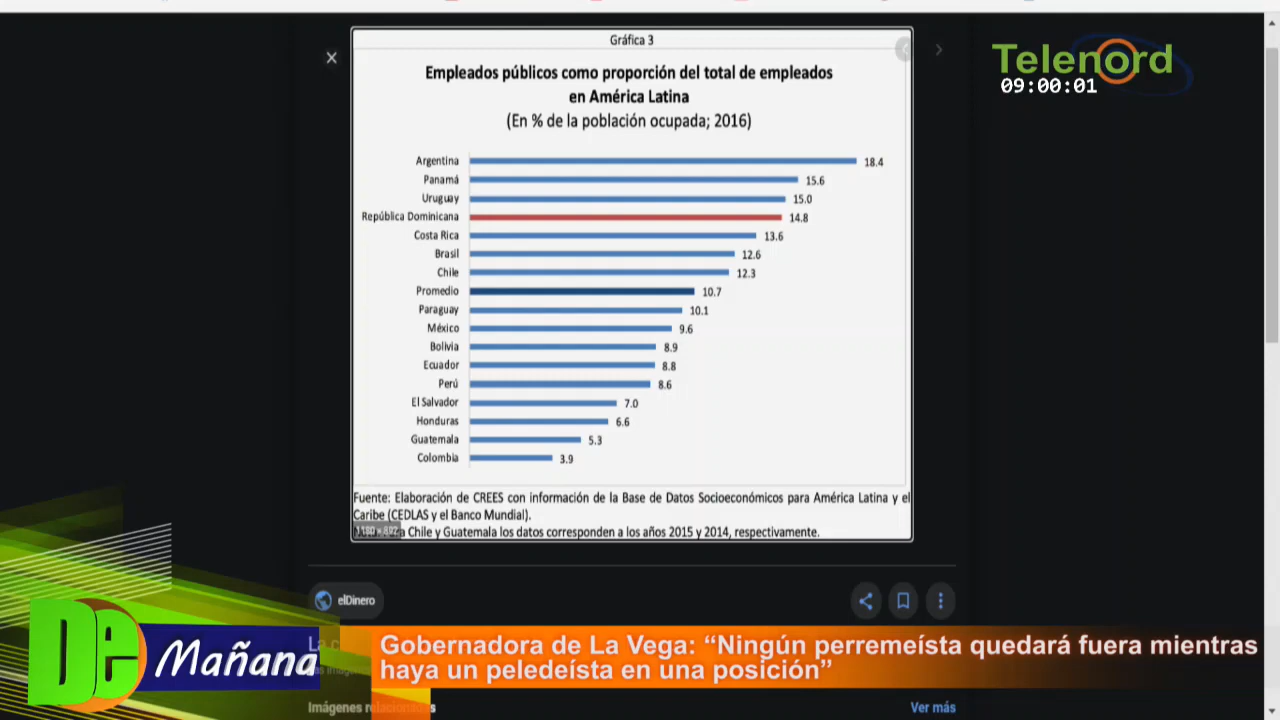 Gráfica 3
Empleados públicos como proporción del total de empleados
en América Latina
(En % de la población ocupada; 2016)
Argentina 18.4
Panamá 15.6
Uruguay 15.0
República Dominicana 14.8
Costa Rica 13.6
Brasil 12.6
Chile 12.3
Promedio 10.7
Paraguay 10.1
México 9.6
Bolivia 8.9
Ecuador 8.8
Perú 8.6
El Salvador 7.0
Honduras 6.6
Guatemala 5.3
Colombia 3.9
Fuente: Elaboración de CREES con información de la Base de Datos Socioeconómicos para América Latina y el
Caribe (CEDLAS y el Banco Mundial).
Chile y Guatemala los datos corresponden a los años 2015 y 2014, respectivamente.
Telenord
09:00:01
elDinero
De Mañana
Gobernadora de La Vega: “Ningún perremeísta quedará fuera mientras
haya un peledeísta en una posición”
Imágenes
Ver más